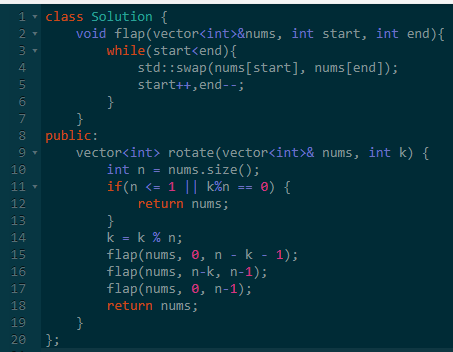 1 class Solution {
2     void flap(vector<int>&nums, int start, int end){
3         while(start<end){
4             std::swap(nums[start], nums[end]);
5             start++,end--;
6         }
7     }
8 public:
9     vector<int> rotate(vector<int>& nums, int k) {
10         int n = nums.size();
11         if(n <= 1 || k%n == 0) {
12             return nums;
13         }
14         k = k % n;
15         flap(nums, 0, n - k - 1);
16         flap(nums, n-k, n-1);
17         flap(nums, 0, n-1);
18         return nums;
19     }
20 };